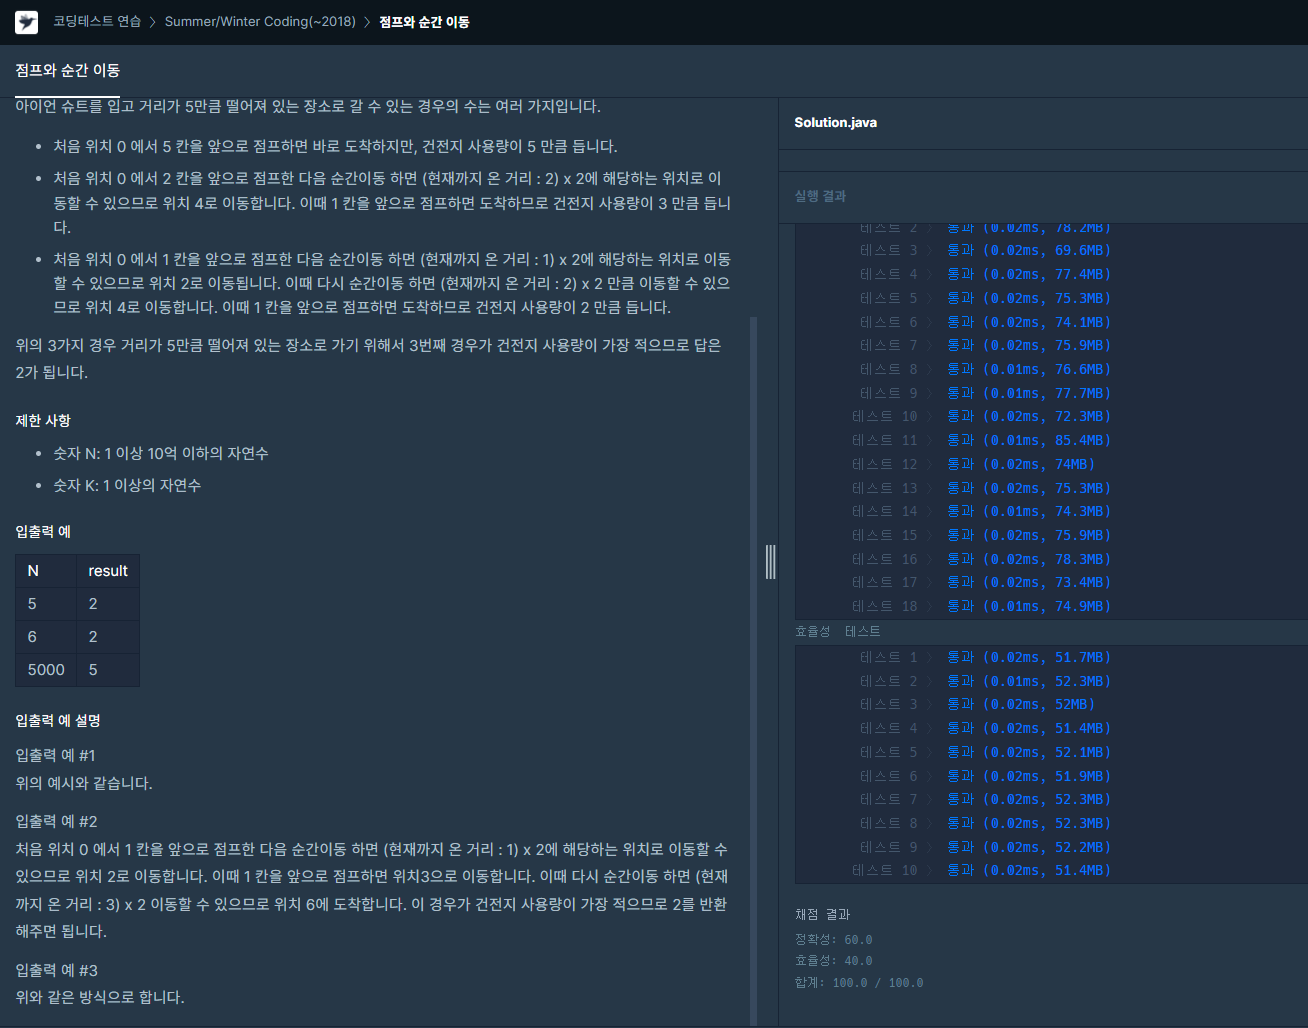 코딩테스트 연습 > Summer/Winter Coding(~2018) > 점프와 순간 이동
점프와 순간 이동
아이언 슈트를 입고 거리가 5만큼 떨어져 있는 장소로 갈 수 있는 경우의 수는 여러 가지입니다.
• 처음 위치 0 에서 5 칸을 앞으로 점프하면 바로 도착하지만, 건전지 사용량이 5 만큼 듭니다.
• 처음 위치 0 에서 2 칸을 앞으로 점프한 다음 순간이동 하면 (현재까지 온 거리 : 2) x 2에 해당하는 위치로 이
동할 수 있으므로 위치 4로 이동합니다. 이때 1 칸을 앞으로 점프하면 도착하므로 건전지 사용량이 3 만큼 듭니
다.
• 처음 위치 0 에서 1 칸을 앞으로 점프한 다음 순간이동 하면 (현재까지 온 거리 : 1) x 2에 해당하는 위치로 이동
할 수 있으므로 위치 2로 이동됩니다. 이때 다시 순간이동 하면 (현재까지 온 거리 : 2) x 2 만큼 이동할 수 있으
므로 위치 4로 이동합니다. 이때 1 칸을 앞으로 점프하면 도착하므로 건전지 사용량이 2 만큼 듭니다.
위의 3가지 경우 거리가 5만큼 떨어져 있는 장소로 가기 위해서 3번째 경우가 건전지 사용량이 가장 적으므로 답은
2가 됩니다.
제한 사항
• 숫자 N: 1 이상 10억 이하의 자연수
• 숫자 K: 1 이상의 자연수
입출력 예
N result
5 2
6 2
5000 5
입출력 예 설명
입출력 예 #1
위의 예시와 같습니다.
입출력 예 #2
처음 위치 0 에서 1 칸을 앞으로 점프한 다음 순간이동 하면 (현재까지 온 거리 : 1) x 2에 해당하는 위치로 이동할 수
있으므로 위치 2로 이동합니다. 이때 1 칸을 앞으로 점프하면 위치3으로 이동합니다. 이때 다시 순간이동 하면 (현재
까지 온 거리 : 3) x 2 이동할 수 있으므로 위치 6에 도착합니다. 이 경우가 건전지 사용량이 가장 적으므로 2를 반환
해주면 됩니다.
입출력 예 #3
위와 같은 방식으로 합니다.
Solution.java
실행 결과
테스트 2 > 통과 (0.02ms, 78.2MB)
테스트 3 > 통과 (0.02ms, 69.6MB)
테스트 4 > 통과 (0.02ms, 77.4MB)
테스트 5 > 통과 (0.02ms, 75.3MB)
테스트 6 > 통과 (0.02ms, 74.1MB)
테스트 7 > 통과 (0.02ms, 75.9MB)
테스트 8 > 통과 (0.01ms, 76.6MB)
테스트 9 > 통과 (0.01ms, 77.7MB)
테스트 10 > 통과 (0.02ms, 72.3MB)
테스트 11 > 통과 (0.01ms, 85.4MB)
테스트 12 > 통과 (0.02ms, 74MB)
테스트 13 > 통과 (0.02ms, 75.3MB)
테스트 14 > 통과 (0.01ms, 74.3MB)
테스트 15 > 통과 (0.02ms, 75.9MB)
테스트 16 > 통과 (0.02ms, 78.3MB)
테스트 17 > 통과 (0.02ms, 73.4MB)
테스트 18 > 통과 (0.01ms, 74.9MB)
효율성 테스트
테스트 1 > 통과 (0.02ms, 51.7MB)
테스트 2 > 통과 (0.01ms, 52.3MB)
테스트 3 > 통과 (0.02ms, 52MB)
테스트 4 > 통과 (0.02ms, 51.4MB)
테스트 5 > 통과 (0.02ms, 52.1MB)
테스트 6 > 통과 (0.02ms, 51.9MB)
테스트 7 > 통과 (0.02ms, 52.3MB)
테스트 8 > 통과 (0.02ms, 52.3MB)
테스트 9 > 통과 (0.02ms, 52.2MB)
테스트 10 > 통과 (0.02ms, 51.4MB)
채점 결과
정확성: 60.0
효율성: 40.0
합계: 100.0 / 100.0